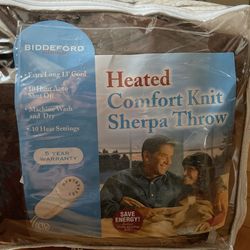 BIDDEFORD
• Extra Long 13' Cord
• 10 Hour Auto
Shut Off
• Machine Wash
and Dry
• 10 Heat Settings
5 YEAR
WARRANTY
Heated
Comfort Knit
Sherpa Throw
SAVE
ENERGY!